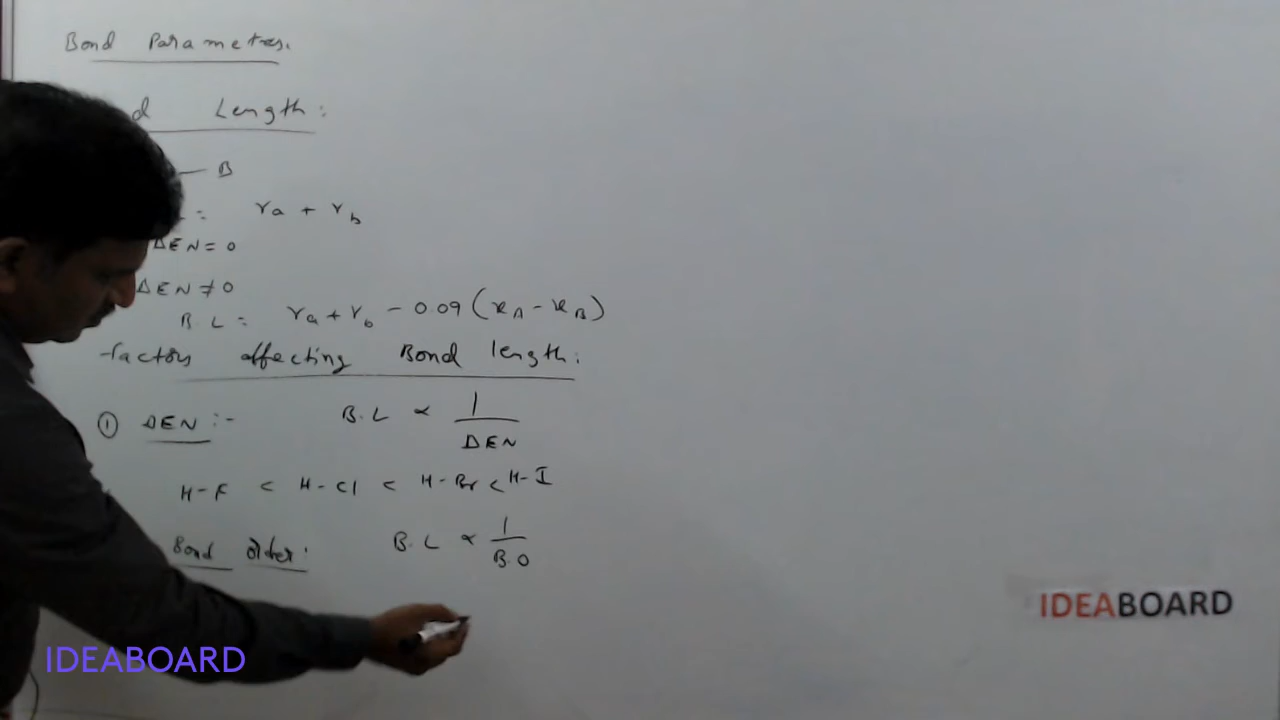 Bond Parameters.
d Length:
— B
: ra + rb
ΔEN = 0
ΔEN ≠ 0
B.L = ra + rb - 0.09 (xA - xB)
factors affecting Bond length:
① ΔEN :- B.L ∝ 1/ΔEN
H-F < H-Cl < H-Br < H-I
Bond order: B.L ∝ 1/B.O
IDEABOARD
IDEABOARD